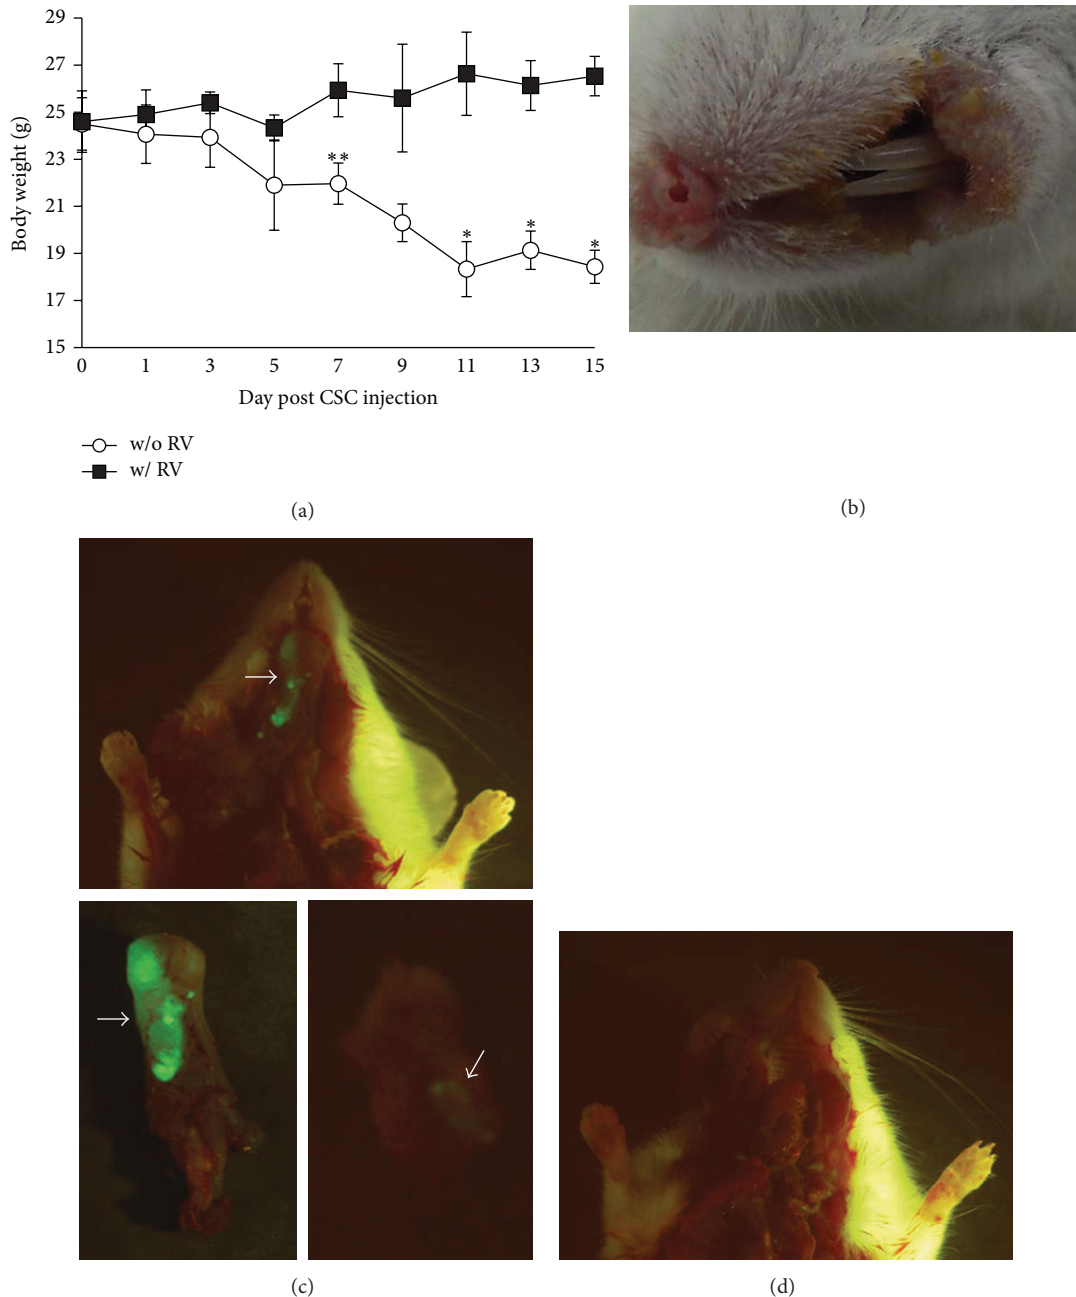 29
27
25
23
21
19
17
15
Body weight (g)
**
*
*
*
0 1 3 5 7 9 11 13 15
Day post CSC injection
w/o RV
w/ RV
(a)
(b)
(c)
(d)